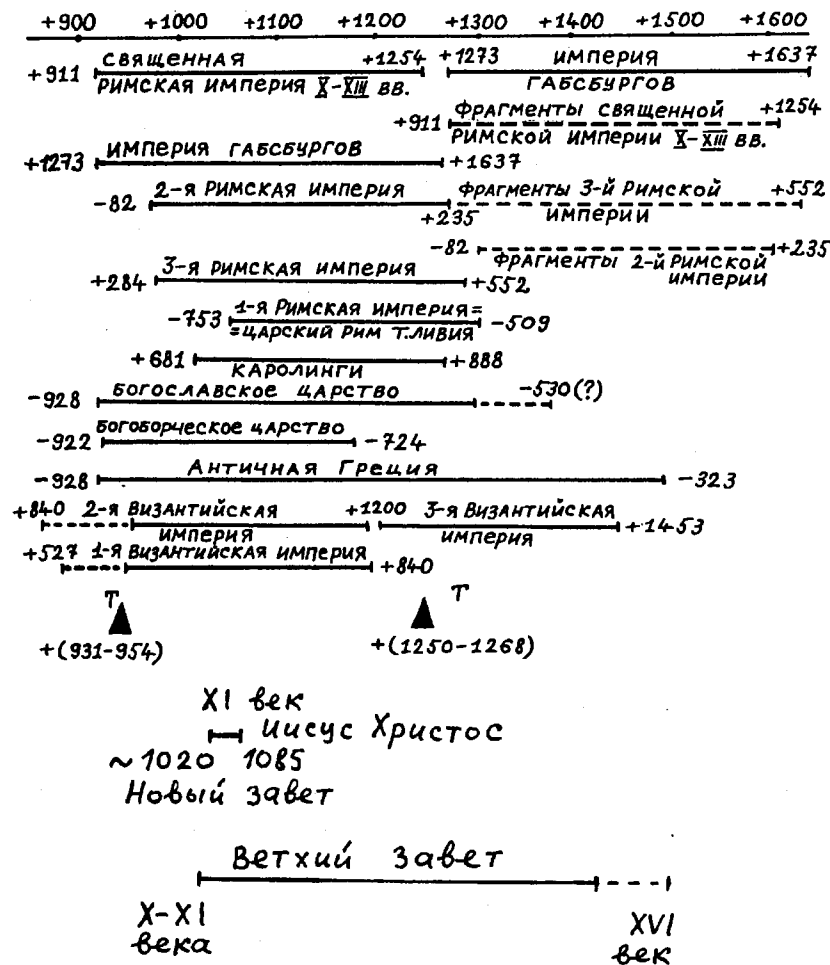 +900 +1000 +1100 +1200 +1300 +1400 +1500 +1600
+911 СВЯЩЕННАЯ +1254 +1273 ИМПЕРИЯ +1637
РИМСКАЯ ИМПЕРИЯ X-XIII ВВ. ГАБСБУРГОВ
+911 ФРАГМЕНТЫ СВЯЩЕННОЙ +1254
РИМСКОЙ ИМПЕРИИ X-XIII ВВ.
+1273 ИМПЕРИЯ ГАБСБУРГОВ +1637
-82 2-Я РИМСКАЯ ИМПЕРИЯ +235 ФРАГМЕНТЫ 3-Й РИМСКОЙ +552
ИМПЕРИИ
-82 ФРАГМЕНТЫ 2-Й РИМСКОЙ +235
ИМПЕРИИ
+284 3-Я РИМСКАЯ ИМПЕРИЯ +552
-753 1-Я РИМСКАЯ ИМПЕРИЯ= -509
=ЦАРСКИЙ РИМ Т.ЛИВИЯ
+681 КАРОЛИНГИ +888
-928 БОГОСЛАВСКОЕ ЦАРСТВО -530(?)
-922 БОГОБОРЧЕСКОЕ ЦАРСТВО -724
-928 АНТИЧНАЯ ГРЕЦИЯ -323
+840 2-Я ВИЗАНТИЙСКАЯ +1200 3-Я ВИЗАНТИЙСКАЯ +1453
ИМПЕРИЯ ИМПЕРИЯ
+527 1-Я ВИЗАНТИЙСКАЯ ИМПЕРИЯ +840
Т Т
+(931-954) +(1250-1268)
XI век
Иисус Христос
~1020 1085
Новый завет
Ветхий завет
X-XI
века
XVI
век